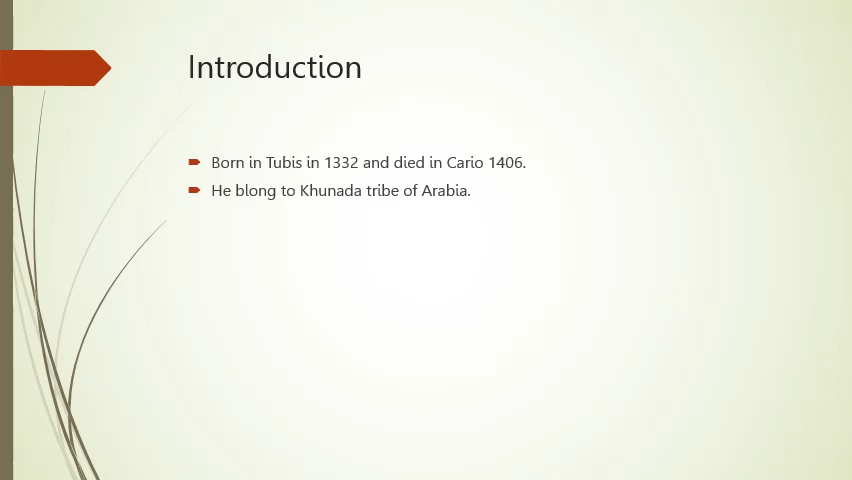 Introduction
Born in Tubis in 1332 and died in Cario 1406.
He blong to Khunada tribe of Arabia.